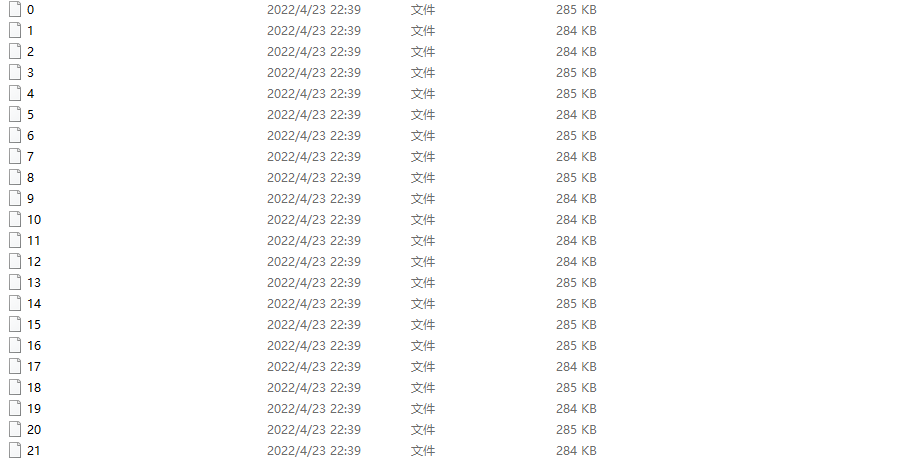 0 2022/4/23 22:39 文件 285 KB
1 2022/4/23 22:39 文件 284 KB
2 2022/4/23 22:39 文件 284 KB
3 2022/4/23 22:39 文件 285 KB
4 2022/4/23 22:39 文件 285 KB
5 2022/4/23 22:39 文件 284 KB
6 2022/4/23 22:39 文件 285 KB
7 2022/4/23 22:39 文件 284 KB
8 2022/4/23 22:39 文件 285 KB
9 2022/4/23 22:39 文件 284 KB
10 2022/4/23 22:39 文件 284 KB
11 2022/4/23 22:39 文件 284 KB
12 2022/4/23 22:39 文件 284 KB
13 2022/4/23 22:39 文件 285 KB
14 2022/4/23 22:39 文件 285 KB
15 2022/4/23 22:39 文件 285 KB
16 2022/4/23 22:39 文件 285 KB
17 2022/4/23 22:39 文件 284 KB
18 2022/4/23 22:39 文件 285 KB
19 2022/4/23 22:39 文件 284 KB
20 2022/4/23 22:39 文件 285 KB
21 2022/4/23 22:39 文件 284 KB